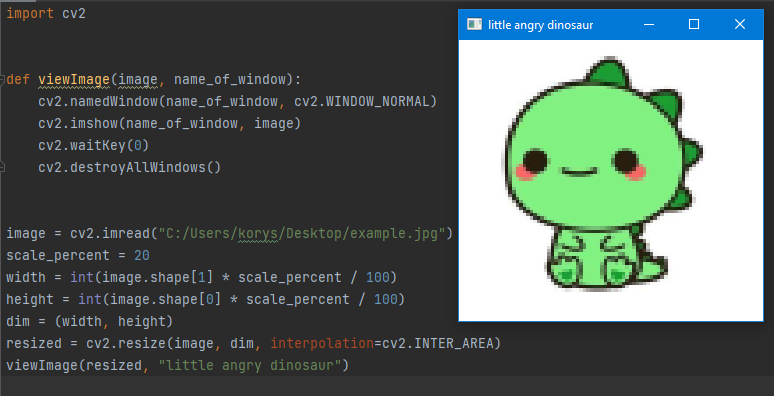 import cv2
little angry dinosaur
def viewImage(image, name_of_window):
    cv2.namedWindow(name_of_window, cv2.WINDOW_NORMAL)
    cv2.imshow(name_of_window, image)
    cv2.waitKey(0)
    cv2.destroyAllWindows()
image = cv2.imread("C:/Users/korys/Desktop/example.jpg")
scale_percent = 20
width = int(image.shape[1] * scale_percent / 100)
height = int(image.shape[0] * scale_percent / 100)
dim = (width, height)
resized = cv2.resize(image, dim, interpolation=cv2.INTER_AREA)
viewImage(resized, "little angry dinosaur")